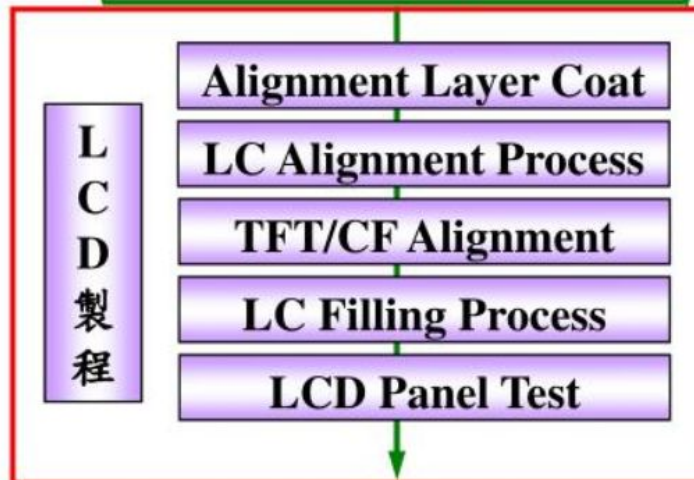 LCD製程
Alignment Layer Coat
LC Alignment Process
TFT/CF Alignment
LC Filling Process
LCD Panel Test